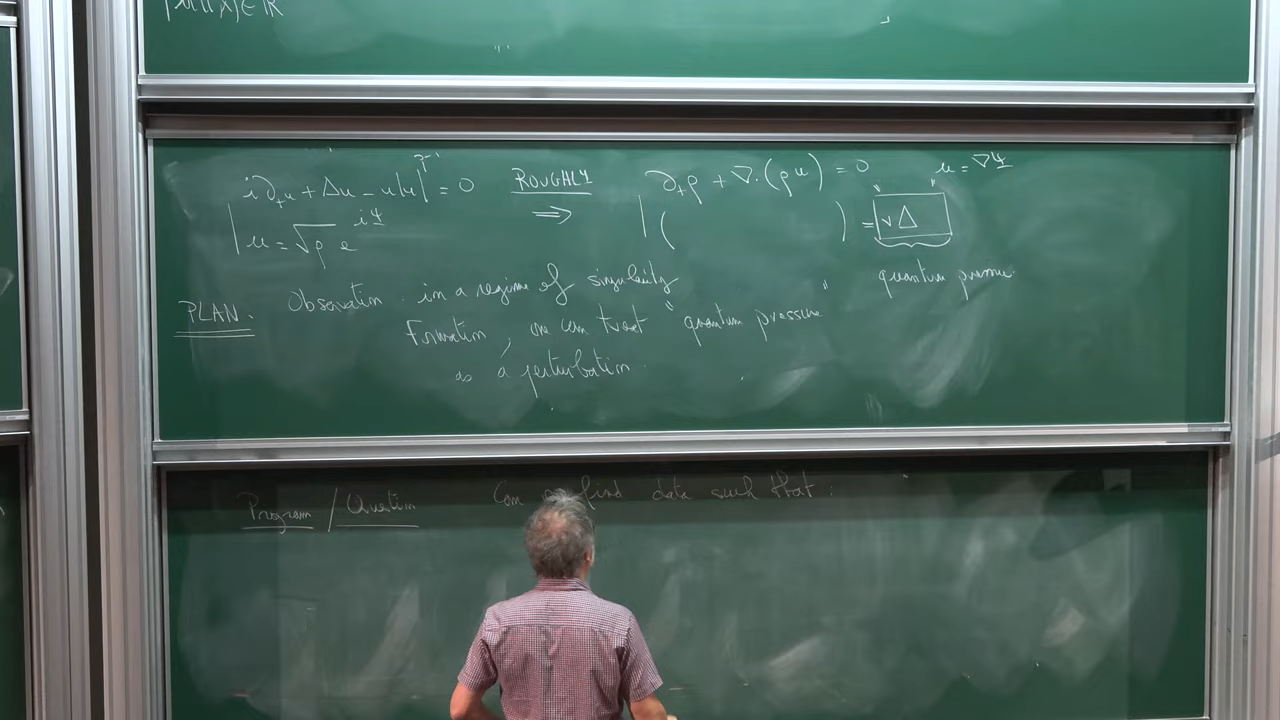 i∂ₜu + Δu − u|u|^{p-1} = 0 ROUGHLY ⇒ ∂ₜρ + ∇·(ρu) = 0 u = ∇Ψ
u = √ρ e^{iΨ} ( ) = "νΔ"
quantum pressure.
PLAN. Observation. in a regime of singularity
Formation, one can treat "quantum pressure"
as a perturbation.
Program / Question Can find data such that: